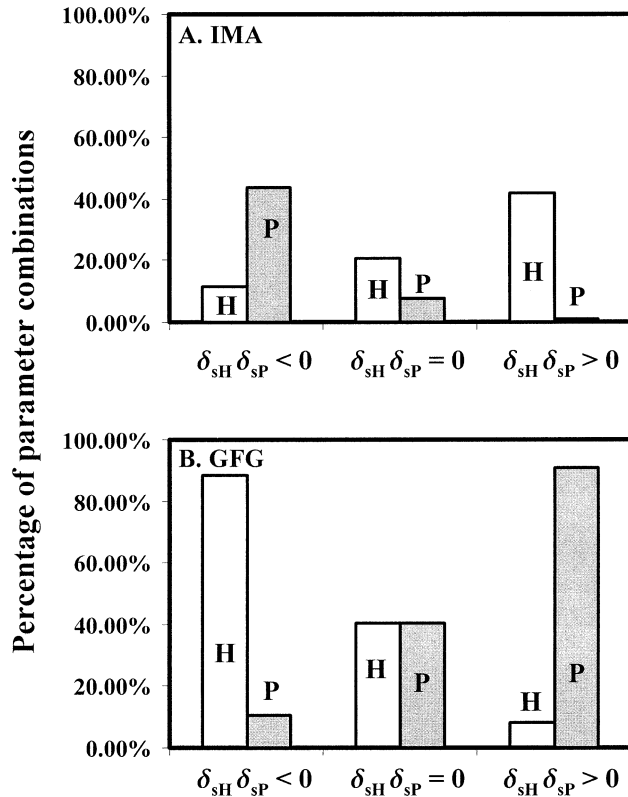 Percentage of parameter combinations
A. IMA
100.00%
80.00%
60.00%
40.00%
20.00%
0.00%
H P H P H P
δsH δsP < 0 δsH δsP = 0 δsH δsP > 0
B. GFG
100.00%
80.00%
60.00%
40.00%
20.00%
0.00%
H P H P H P
δsH δsP < 0 δsH δsP = 0 δsH δsP > 0